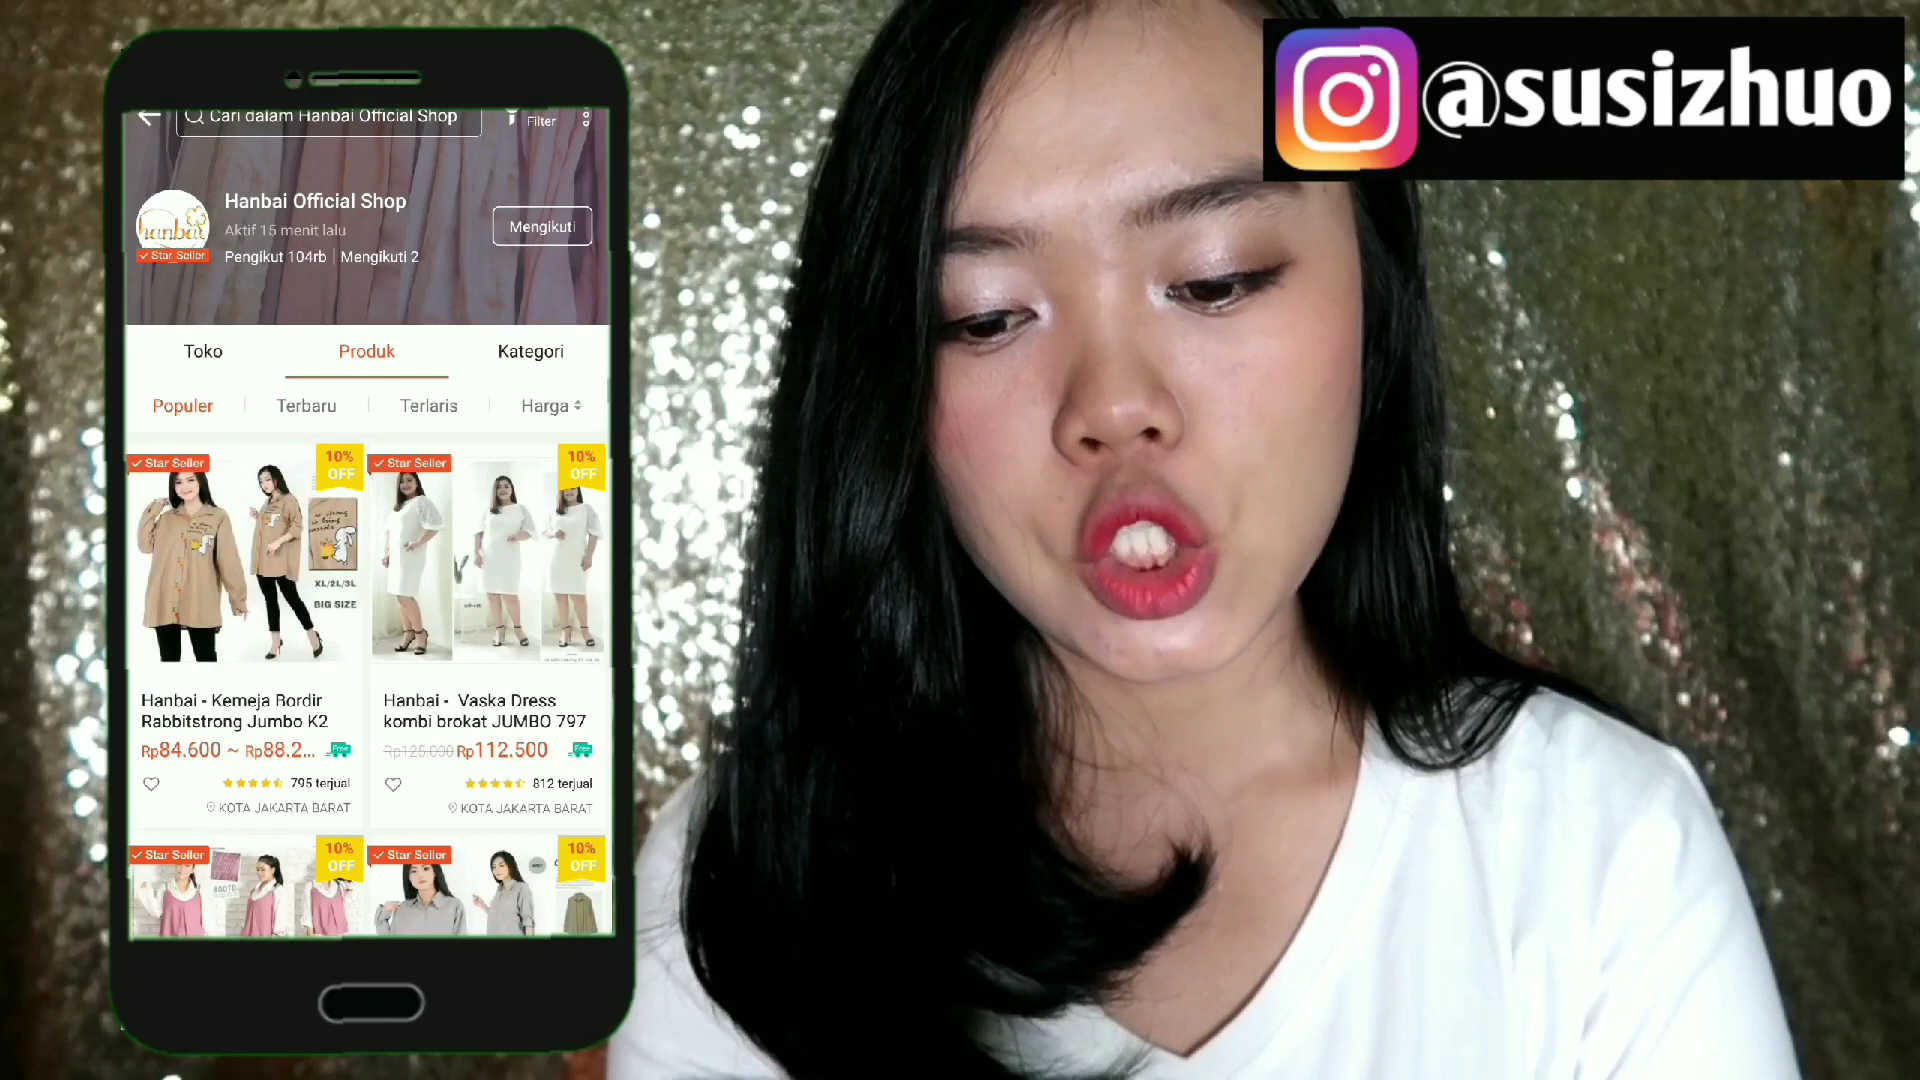 @susizhuo
Cari dalam Hanbai Official Shop
Filter
Hanbai Official Shop
hanbai
Aktif 15 menit lalu
Mengikuti
Star Seller
Pengikut 104rb | Mengikuti 2
Toko Produk Kategori
Populer Terbaru Terlaris Harga
Star Seller
10%
OFF
XL/2L/3L
BIG SIZE
Hanbai - Kemeja Bordir
Rabbitstrong Jumbo K2
Rp84.600 ~ Rp88.2... Free
795 terjual
KOTA JAKARTA BARAT
Star Seller
10%
OFF
Hanbai - Vaska Dress
kombi brokat JUMBO 797
Rp125.000 Rp112.500 Free
812 terjual
KOTA JAKARTA BARAT
Star Seller
10%
OFF
Star Seller
10%
OFF